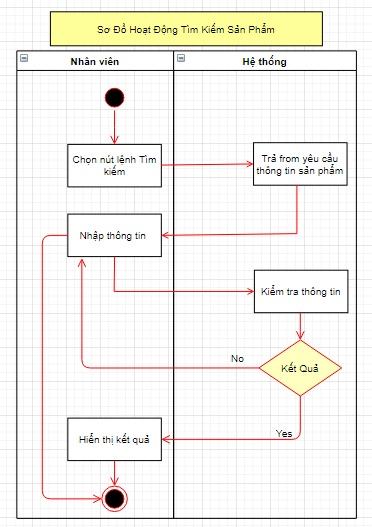 Sơ Đồ Hoạt Động Tìm Kiếm Sản Phẩm
Nhân viên
Hệ thống
Chọn nút lệnh Tìm
kiếm
Trả from yêu cầu
thông tin sản phẩm
Nhập thông tin
Kiểm tra thông tin
Kết Quả
No
Yes
Hiển thị kết quả